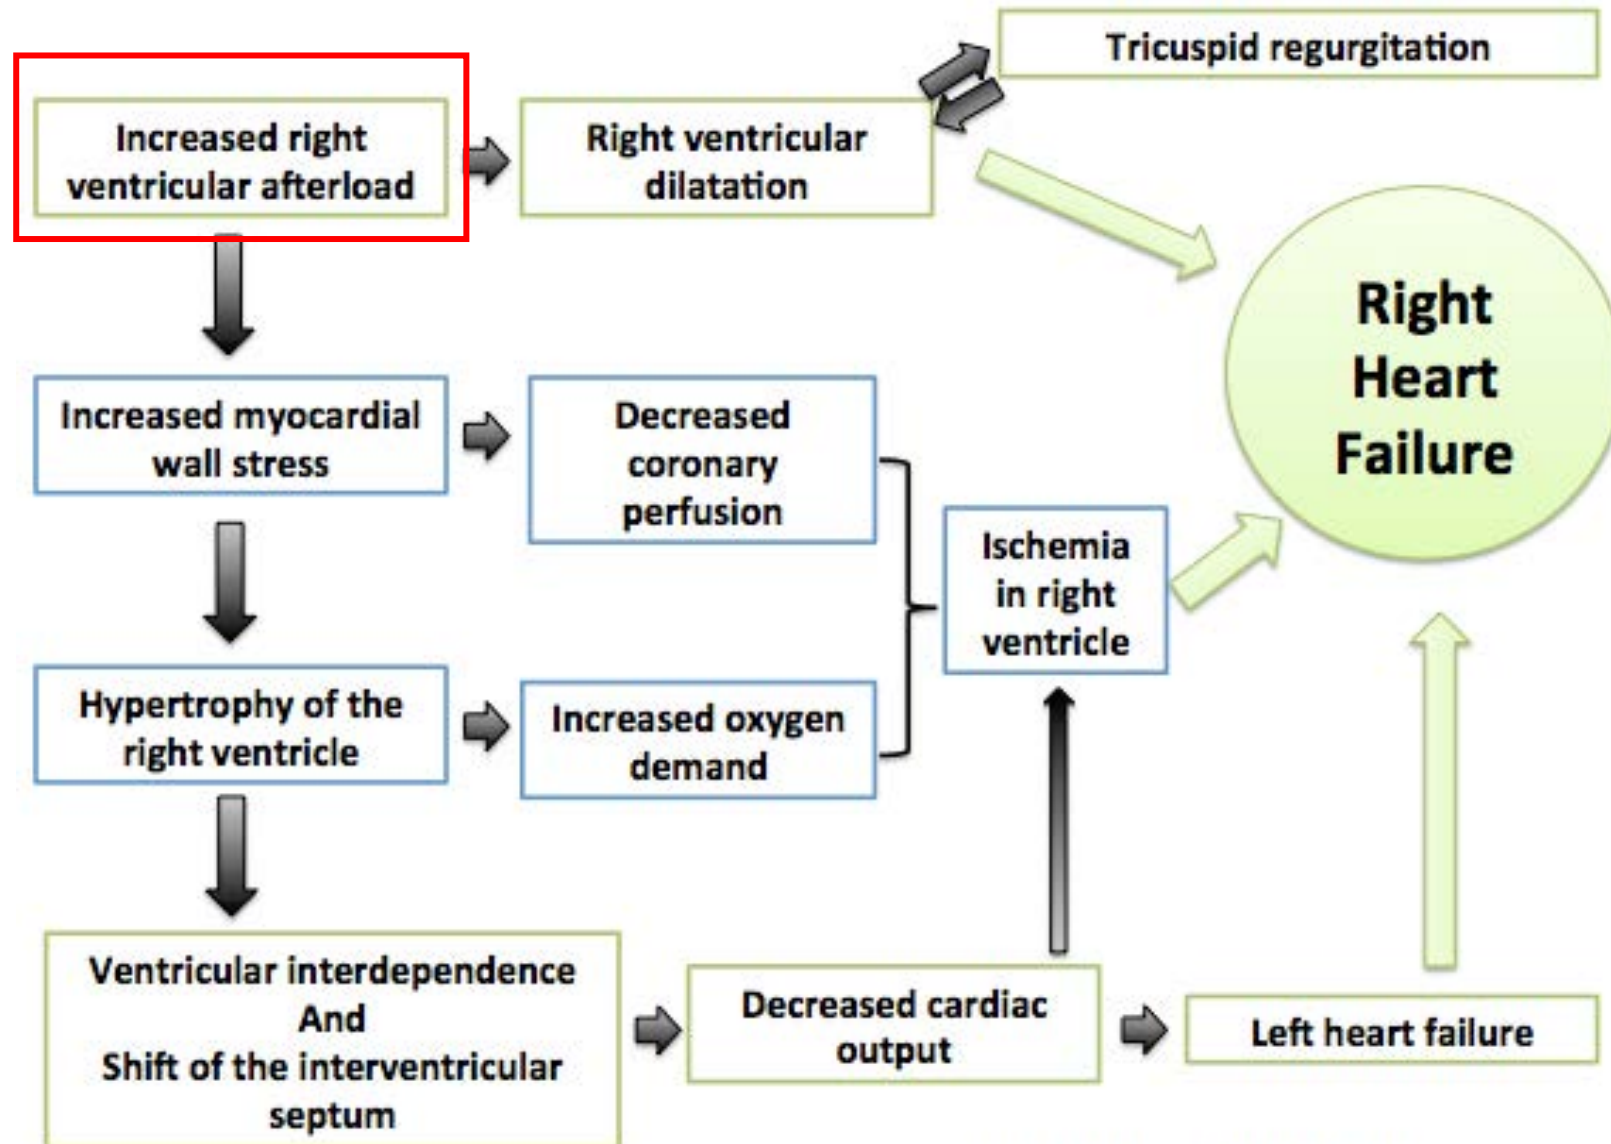 Tricuspid regurgitation
Increased right
ventricular afterload
Right ventricular
dilatation
Right
Heart
Failure
Increased myocardial
wall stress
Decreased
coronary
perfusion
Ischemia
in right
ventricle
Hypertrophy of the
right ventricle
Increased oxygen
demand
Ventricular interdependence
And
Shift of the interventricular
septum
Decreased cardiac
output
Left heart failure